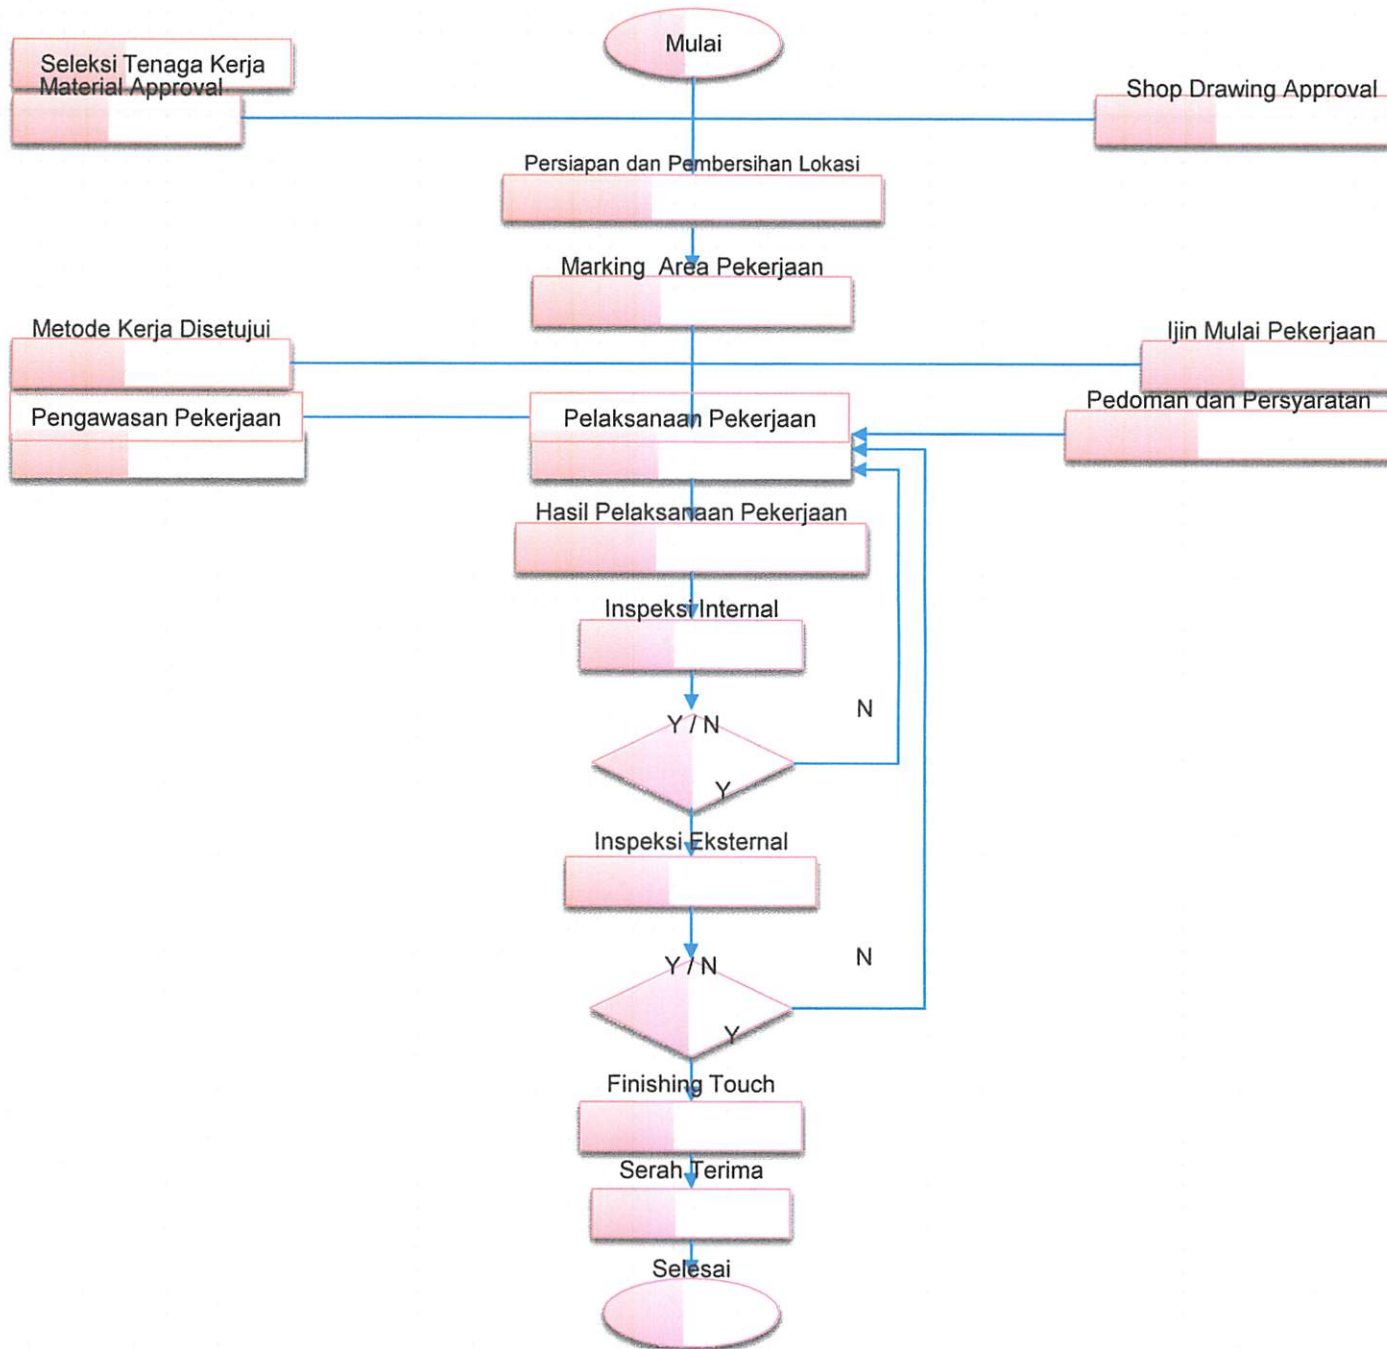 Mulai
Seleksi Tenaga Kerja
Material Approval
Shop Drawing Approval
Persiapan dan Pembersihan Lokasi
Marking Area Pekerjaan
Metode Kerja Disetujui
Ijin Mulai Pekerjaan
Pengawasan Pekerjaan
Pelaksanaan Pekerjaan
Pedoman dan Persyaratan
Hasil Pelaksanaan Pekerjaan
Inspeksi Internal
Y / N
N
Y
Inspeksi Eksternal
Y / N
N
Y
Finishing Touch
Serah Terima
Selesai